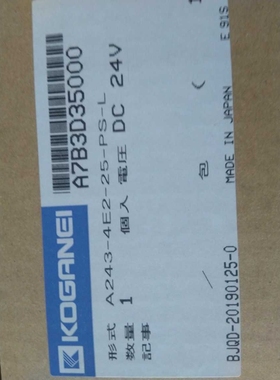 KOGANEI
A7B3D35000
形式 A243-4E2-25-PS-L
数量 1 個入 電圧 DC 24V
記事
( 包
BJQD-20190125-0
MADE IN JAPAN E91S